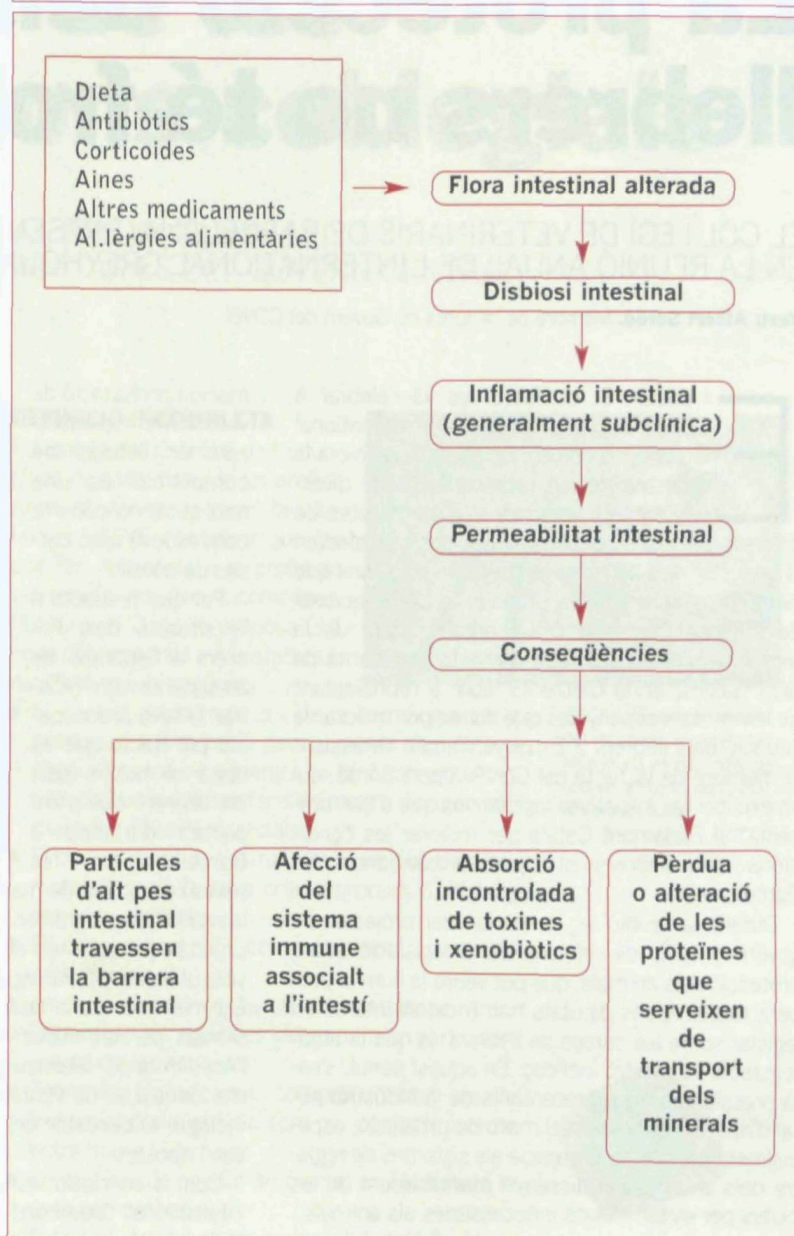 Dieta
Antibiòtics
Corticoides
Aines
Altres medicaments
Al.lèrgies alimentàries
Flora intestinal alterada
Disbiosi intestinal
Inflamació intestinal
(generalment subclínica)
Permeabilitat intestinal
Conseqüències
Partícules
d'alt pes
intestinal
travessen
la barrera
intestinal
Afecció
del
sistema
immune
associalt
a l'intestí
Absorció
incontrolada
de toxines
i xenobiòtics
Pèrdua
o alteració
de les
proteïnes
que
serveixen
de
transport
dels
minerals